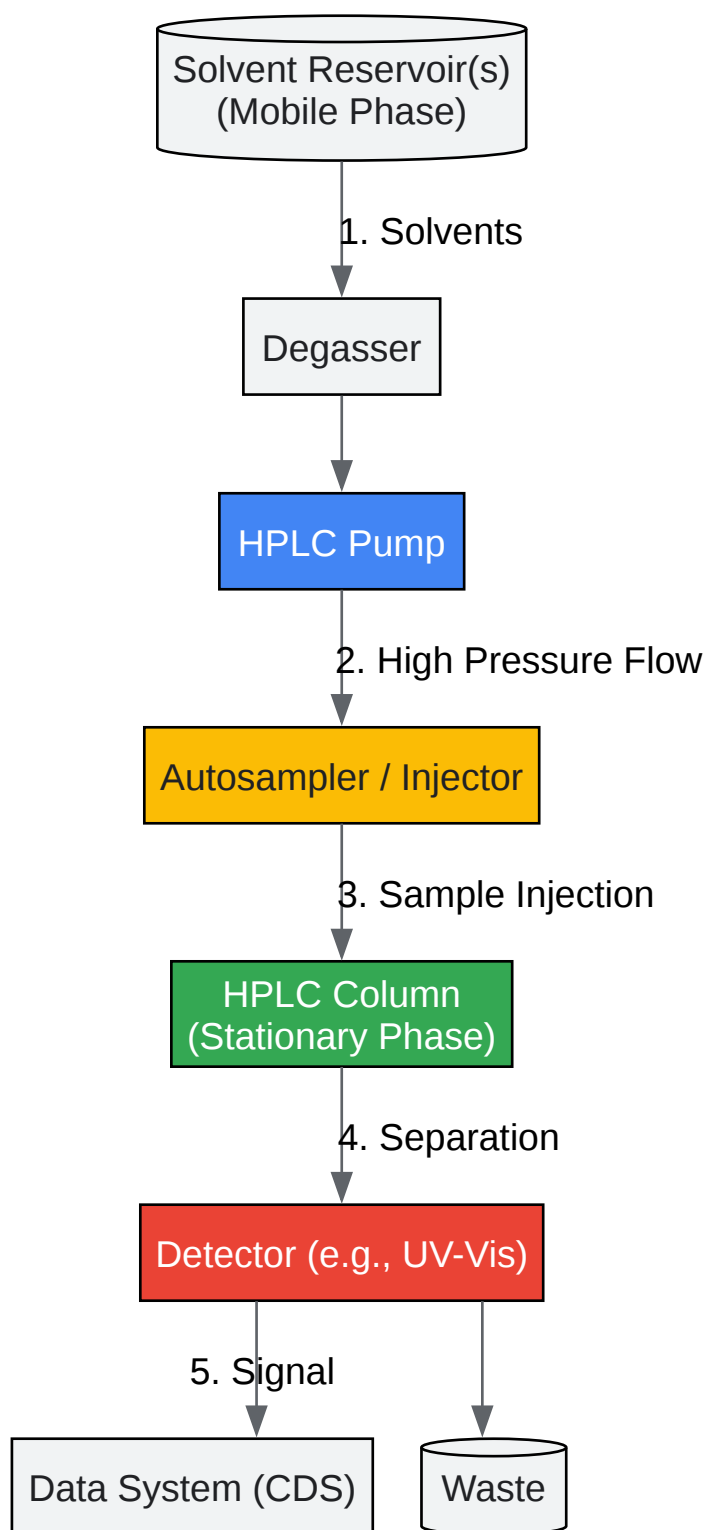 Solvent Reservoir(s)
(Mobile Phase)
1. Solvents
Degasser
HPLC Pump
2. High Pressure Flow
Autosampler / Injector
3. Sample Injection
HPLC Column
(Stationary Phase)
4. Separation
Detector (e.g., UV-Vis)
5. Signal
Data System (CDS)
Waste